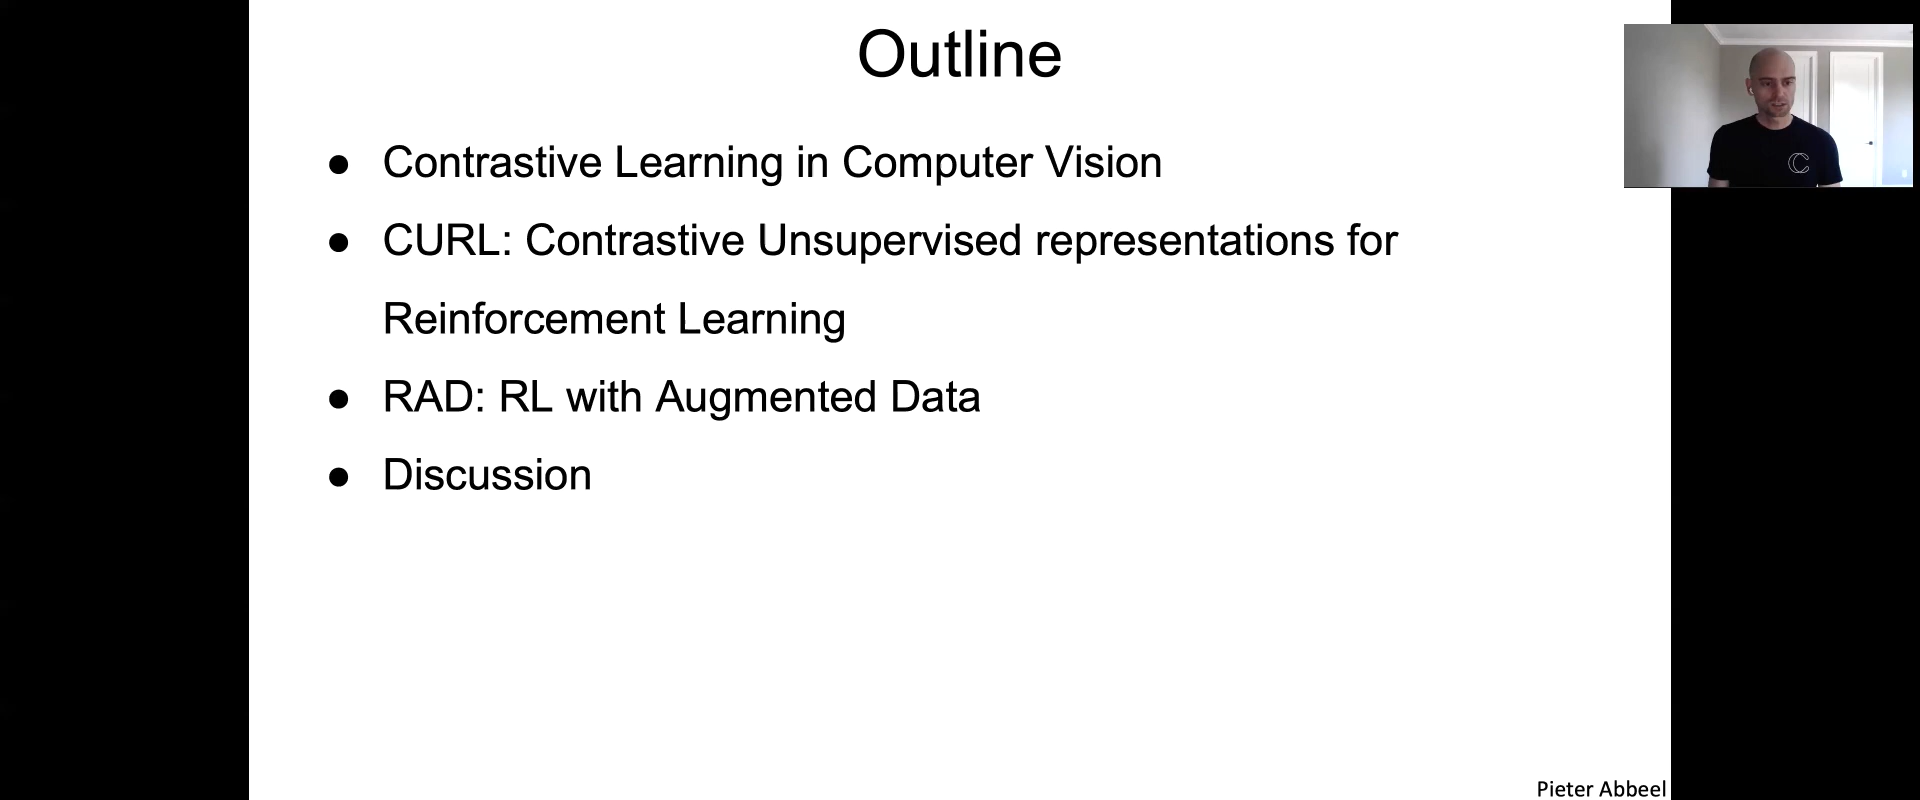 Outline
● Contrastive Learning in Computer Vision
● CURL: Contrastive Unsupervised representations for
Reinforcement Learning
● RAD: RL with Augmented Data
● Discussion
Pieter Abbeel